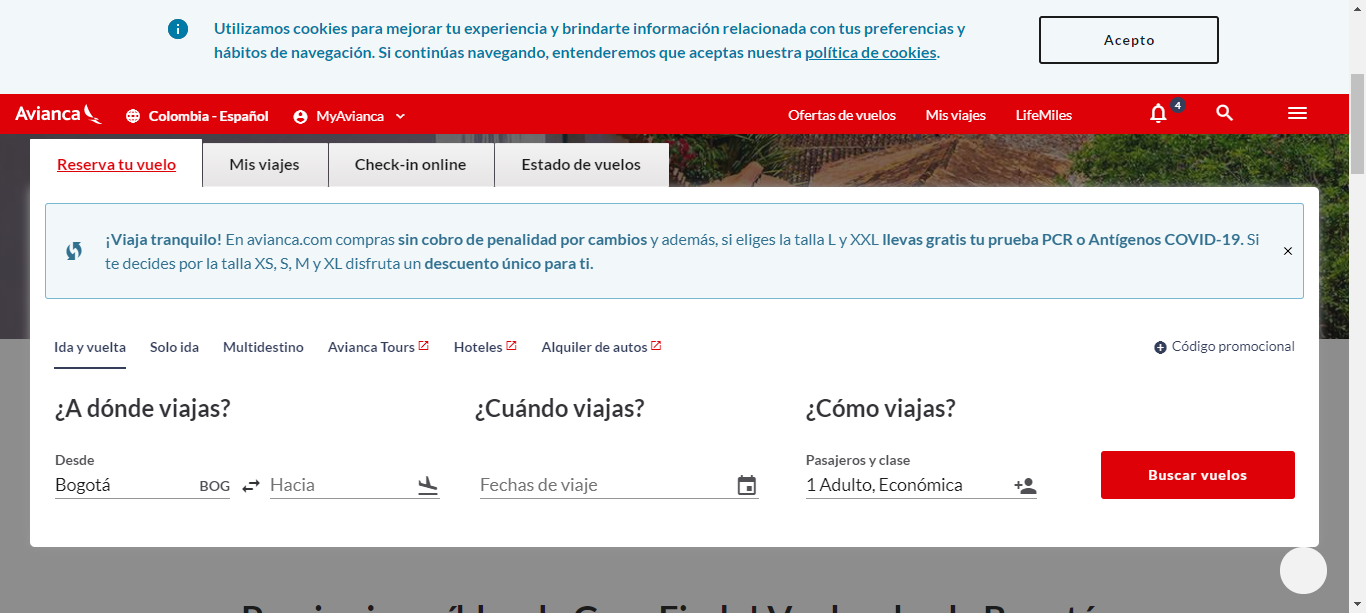 Utilizamos cookies para mejorar tu experiencia y brindarte información relacionada con tus preferencias y
hábitos de navegación. Si continúas navegando, entenderemos que aceptas nuestra política de cookies.
Acepto
Avianca
Colombia - Español
MyAvianca
Ofertas de vuelos
Mis viajes
LifeMiles
4
Reserva tu vuelo
Mis viajes
Check-in online
Estado de vuelos
¡Viaja tranquilo! En avianca.com compras sin cobro de penalidad por cambios y además, si eliges la talla L y XXL llevas gratis tu prueba PCR o Antígenos COVID-19. Si
te decides por la talla XS, S, M y XL disfruta un descuento único para ti.
Ida y vuelta
Solo ida
Multidestino
Avianca Tours
Hoteles
Alquiler de autos
Código promocional
¿A dónde viajas?
¿Cuándo viajas?
¿Cómo viajas?
Desde
Bogotá BOG
Hacia
Fechas de viaje
Pasajeros y clase
1 Adulto, Económica
Buscar vuelos